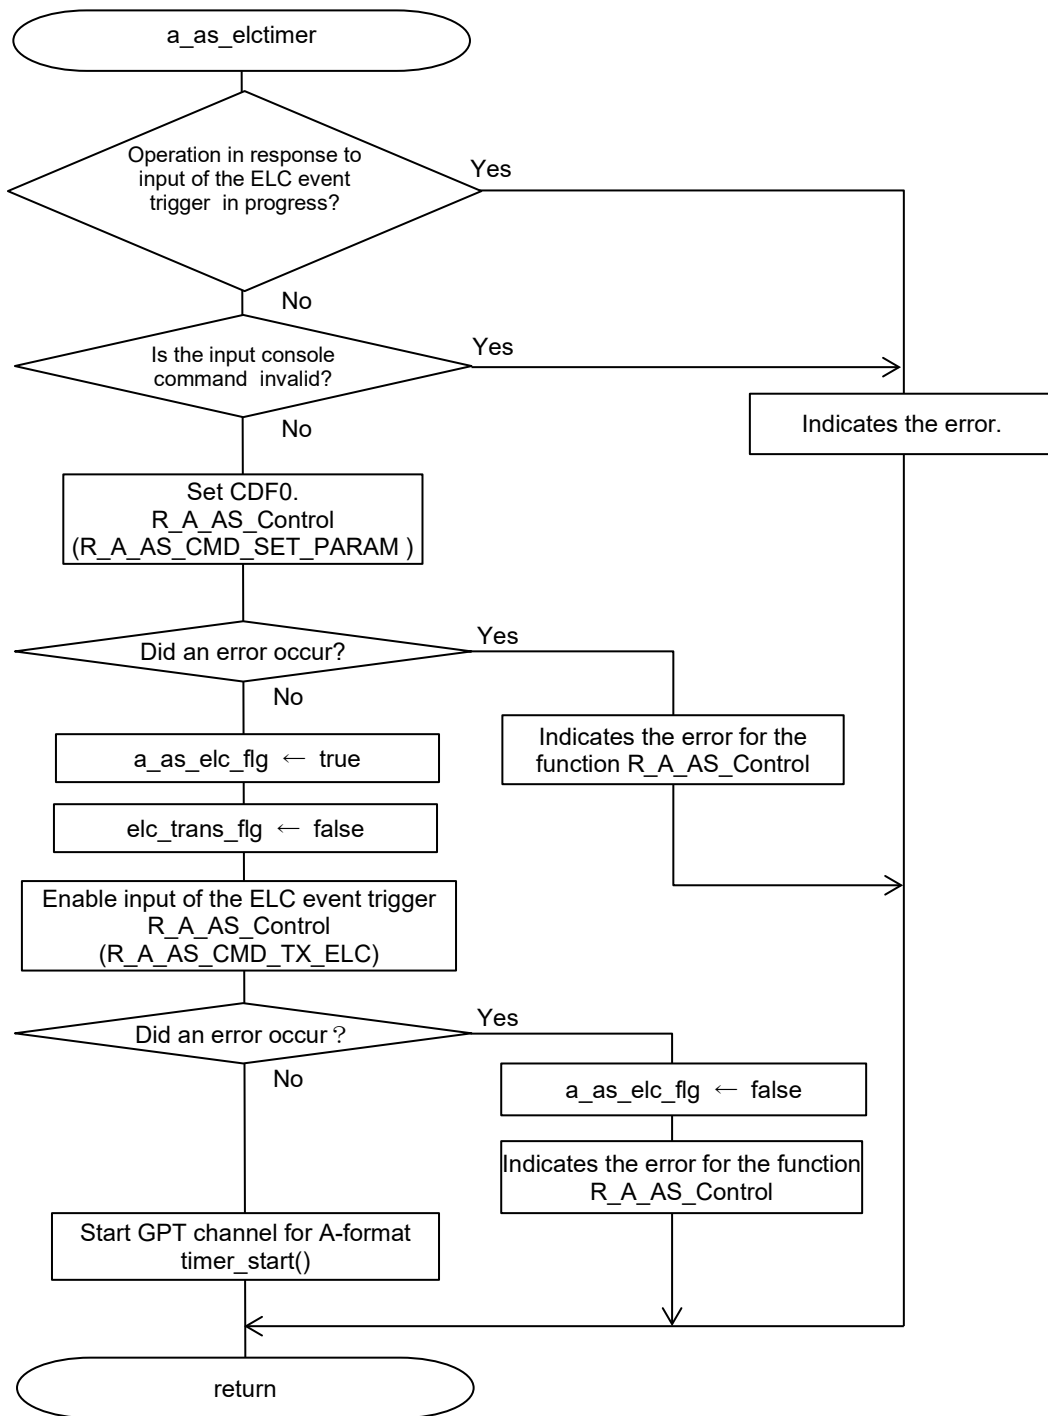 a_as_elctimer
Operation in response to
input of the ELC event
trigger in progress?
Yes
No
Is the input console
command invalid?
Yes
No
Indicates the error.
Set CDF0.
R_A_AS_Control
(R_A_AS_CMD_SET_PARAM )
Did an error occur?
Yes
No
Indicates the error for the
function R_A_AS_Control
a_as_elc_flg ← true
elc_trans_flg ← false
Enable input of the ELC event trigger
R_A_AS_Control
(R_A_AS_CMD_TX_ELC)
Did an error occur？
Yes
No
a_as_elc_flg ← false
Indicates the error for the function
R_A_AS_Control
Start GPT channel for A-format
timer_start()
return